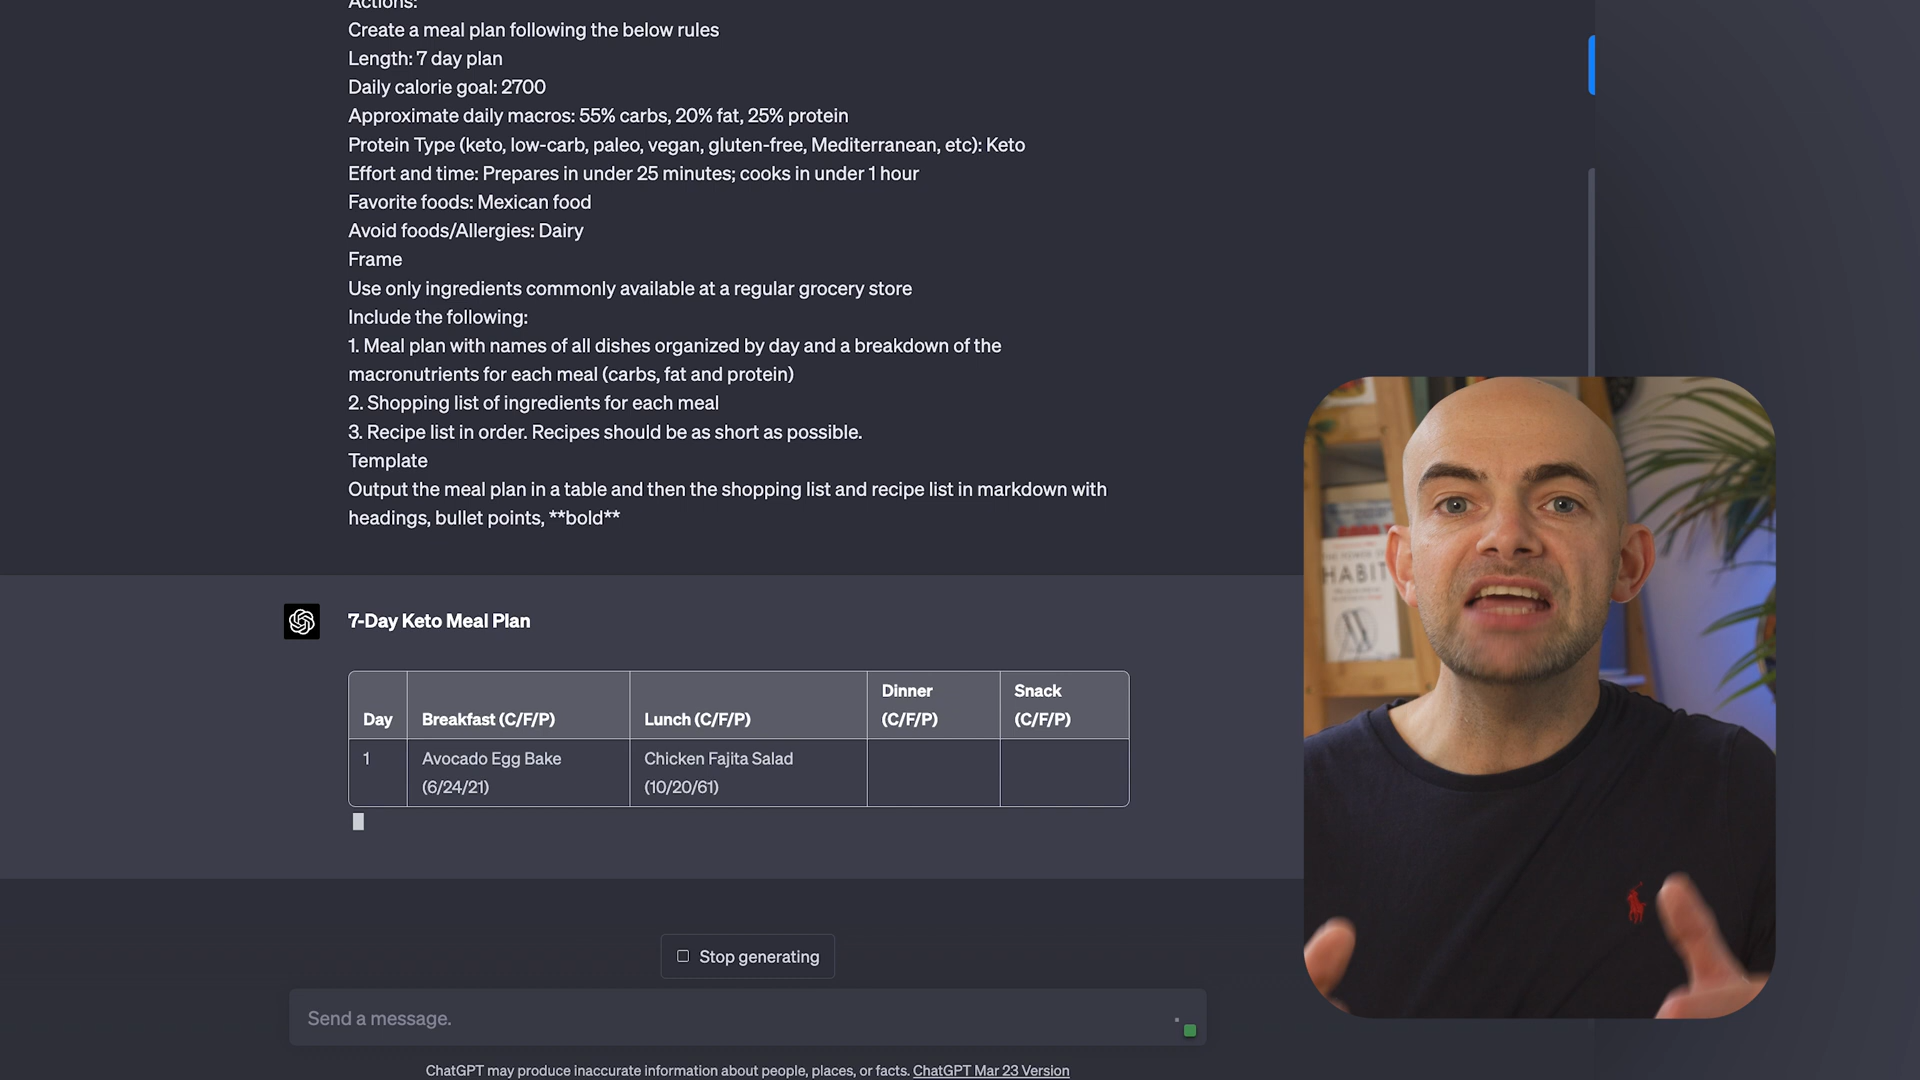 Actions:
Create a meal plan following the below rules
Length: 7 day plan
Daily calorie goal: 2700
Approximate daily macros: 55% carbs, 20% fat, 25% protein
Protein Type (keto, low-carb, paleo, vegan, gluten-free, Mediterranean, etc): Keto
Effort and time: Prepares in under 25 minutes; cooks in under 1 hour
Favorite foods: Mexican food
Avoid foods/Allergies: Dairy
Frame
Use only ingredients commonly available at a regular grocery store
Include the following:
1. Meal plan with names of all dishes organized by day and a breakdown of the
macronutrients for each meal (carbs, fat and protein)
2. Shopping list of ingredients for each meal
3. Recipe list in order. Recipes should be as short as possible.
Template
Output the meal plan in a table and then the shopping list and recipe list in markdown with
headings, bullet points, **bold**
7-Day Keto Meal Plan
Day
Breakfast (C/F/P)
Lunch (C/F/P)
Dinner
(C/F/P)
Snack
(C/F/P)
1
Avocado Egg Bake
(6/24/21)
Chicken Fajita Salad
(10/20/61)
Stop generating
Send a message.
ChatGPT may produce inaccurate information about people, places, or facts. ChatGPT Mar 23 Version
HABIT